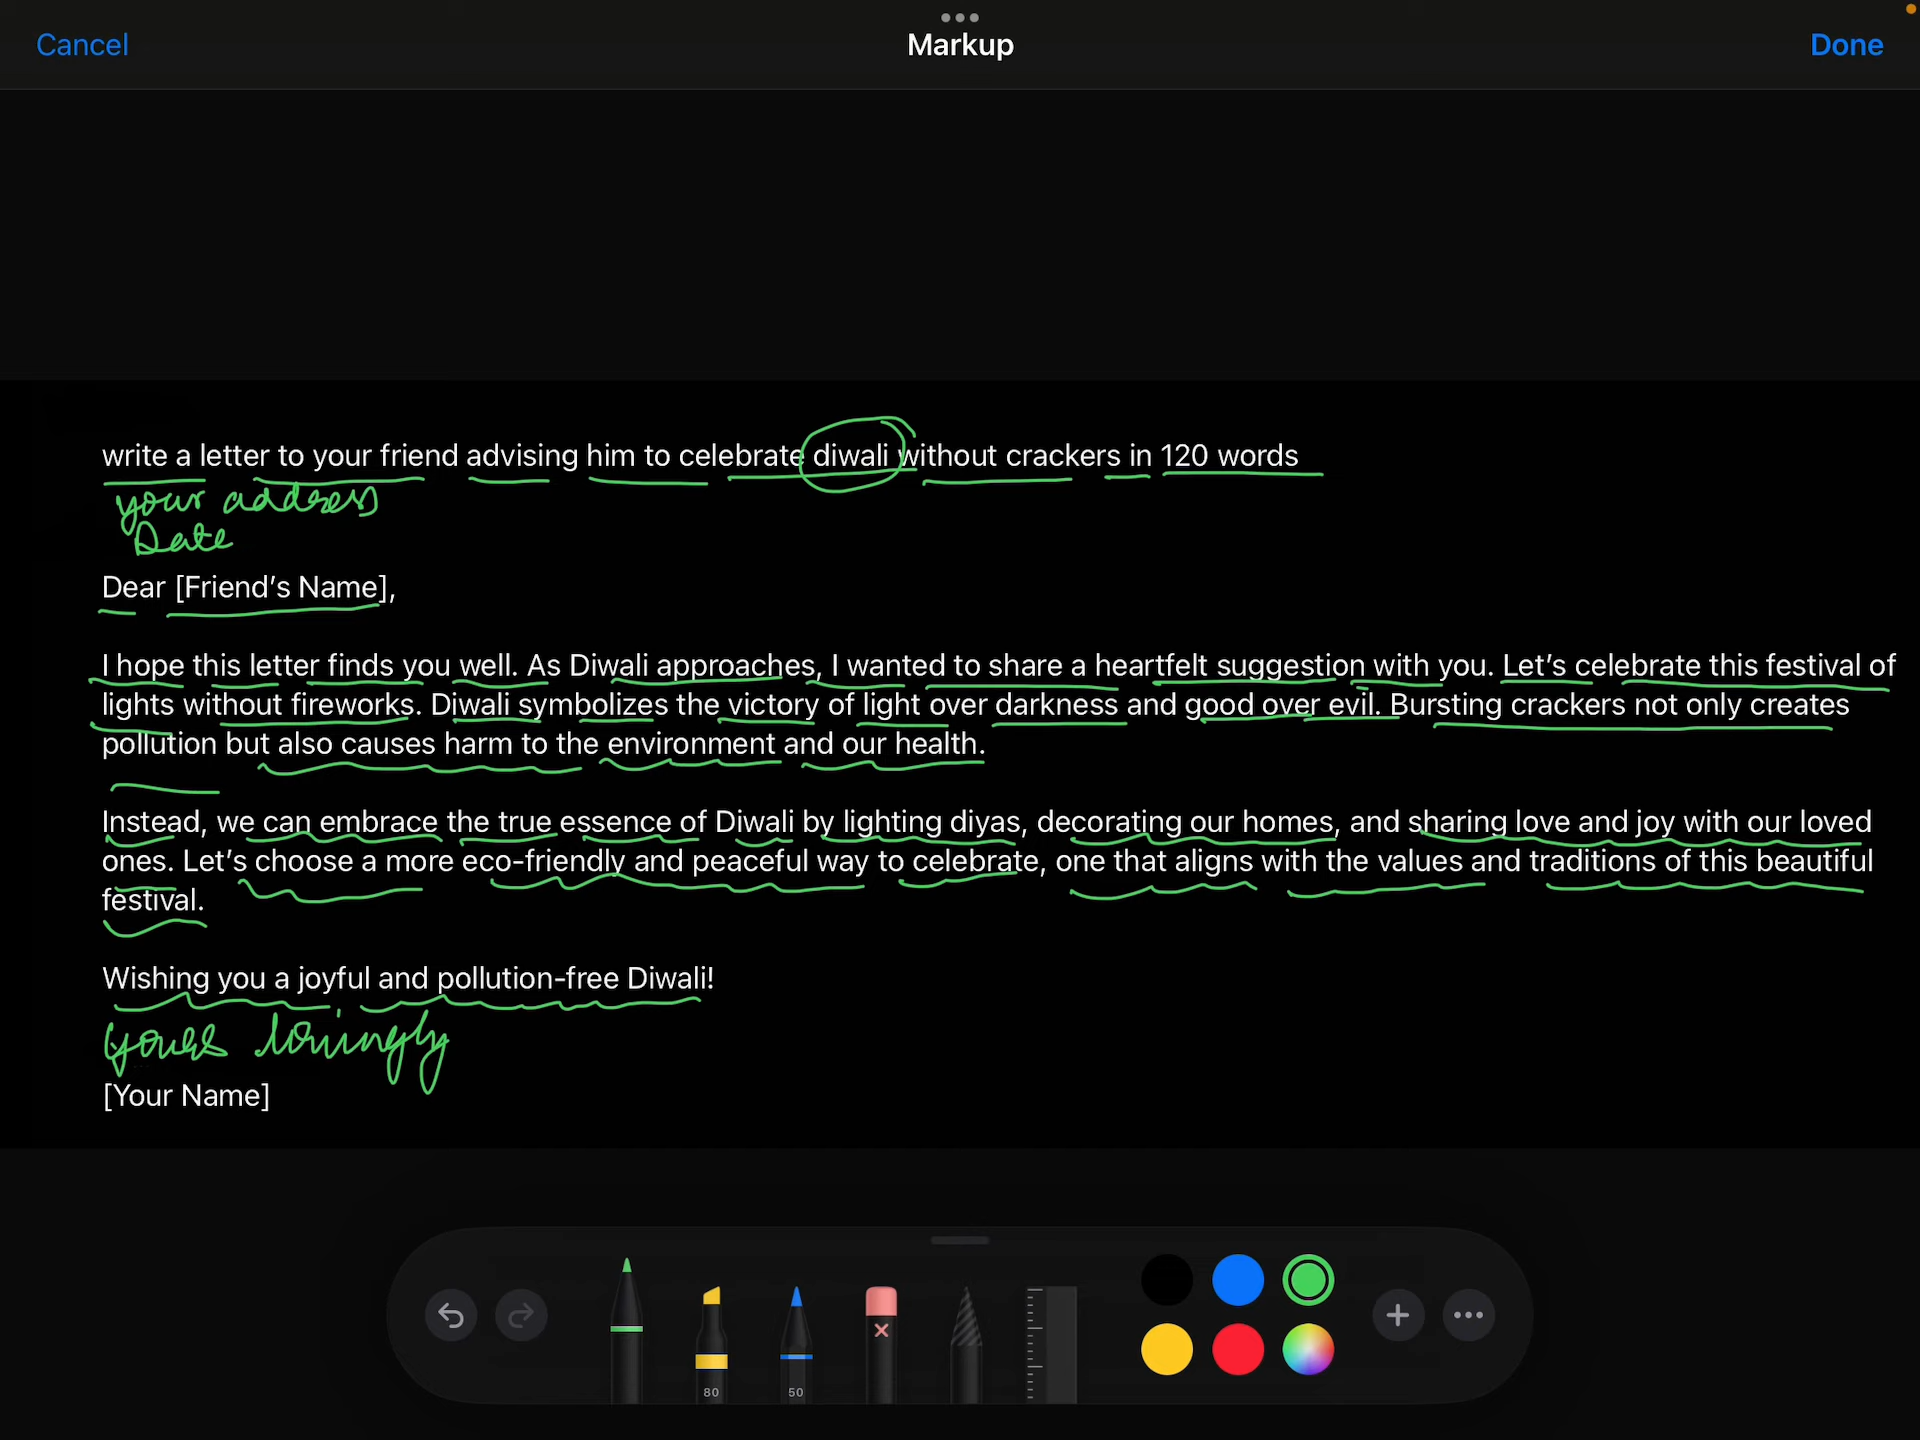 Cancel
Markup
Done
write a letter to your friend advising him to celebrate diwali without crackers in 120 words
your address
Date
Dear [Friend's Name],
I hope this letter finds you well. As Diwali approaches, I wanted to share a heartfelt suggestion with you. Let's celebrate this festival of
lights without fireworks. Diwali symbolizes the victory of light over darkness and good over evil. Bursting crackers not only creates
pollution but also causes harm to the environment and our health.
Instead, we can embrace the true essence of Diwali by lighting diyas, decorating our homes, and sharing love and joy with our loved
ones. Let's choose a more eco-friendly and peaceful way to celebrate, one that aligns with the values and traditions of this beautiful
festival.
Wishing you a joyful and pollution-free Diwali!
yours lovingly
[Your Name]
80
50